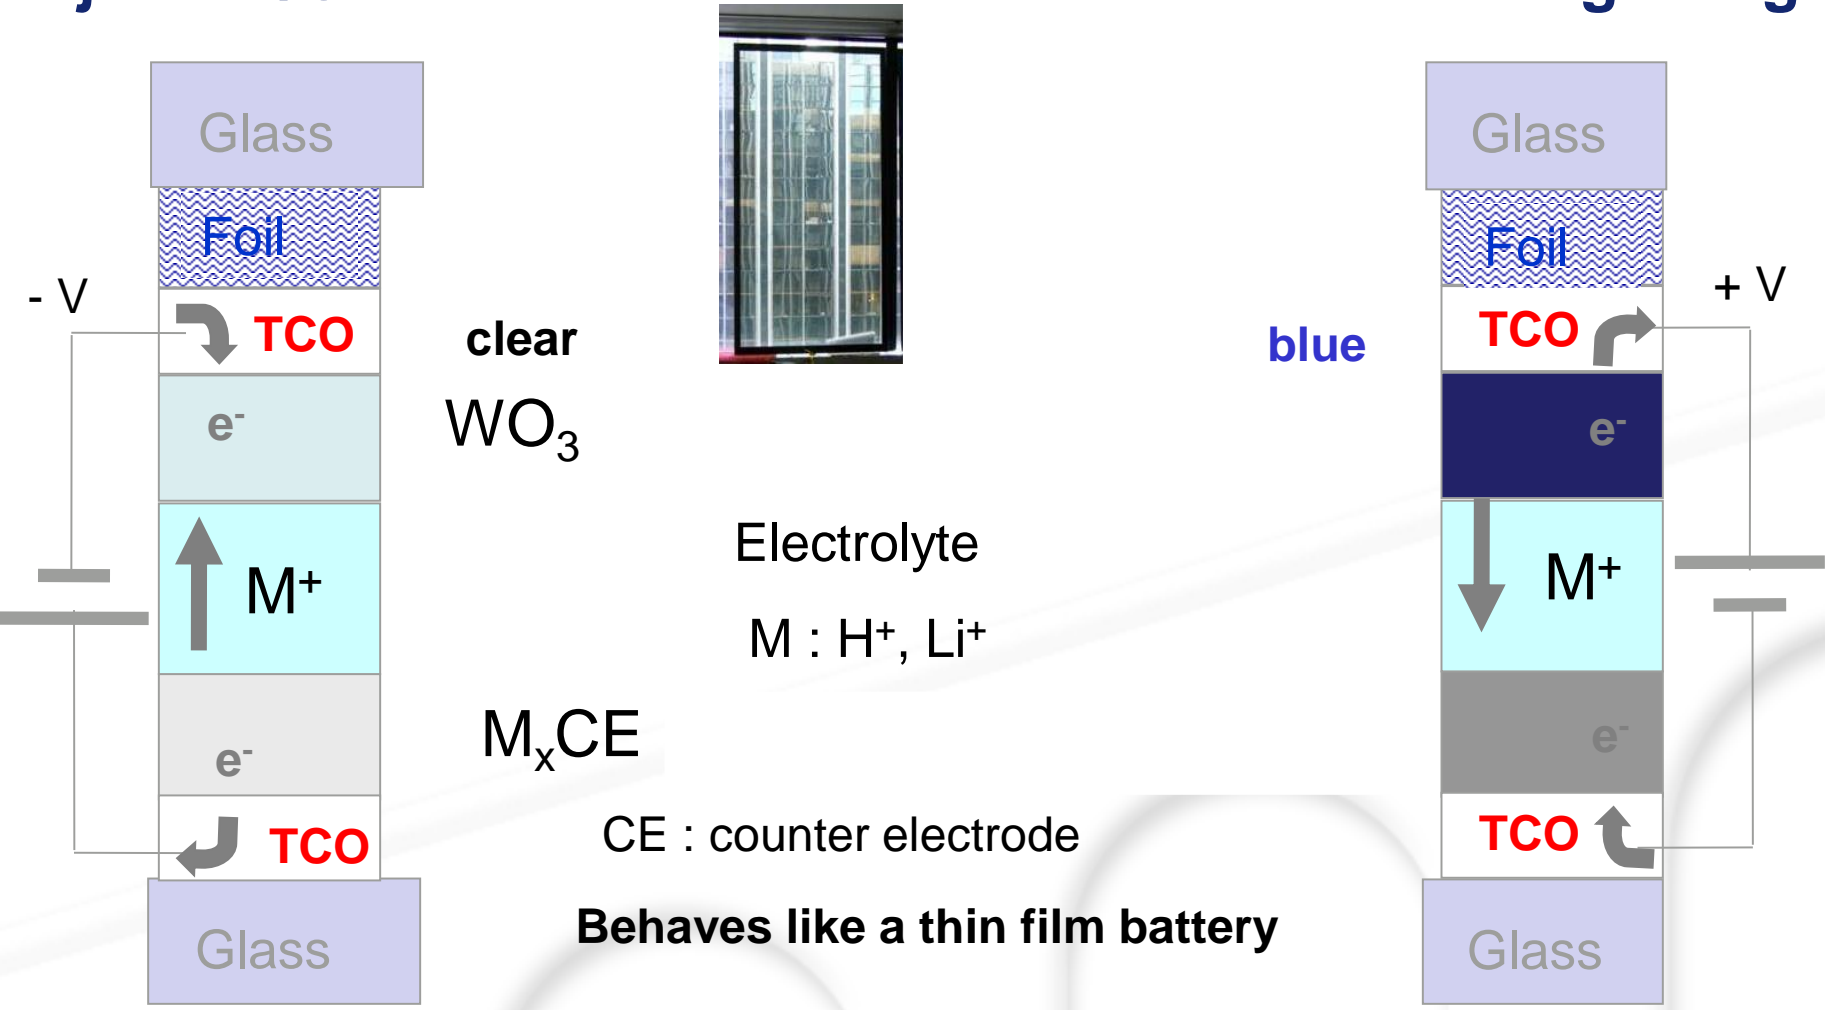 Glass
Foil
- V
TCO
e-
M+
e-
TCO
Glass
clear
WO3
Electrolyte
M : H+, Li+
MxCE
CE : counter electrode
Behaves like a thin film battery
blue
Glass
Foil
+ V
TCO
e-
M+
e-
TCO
Glass